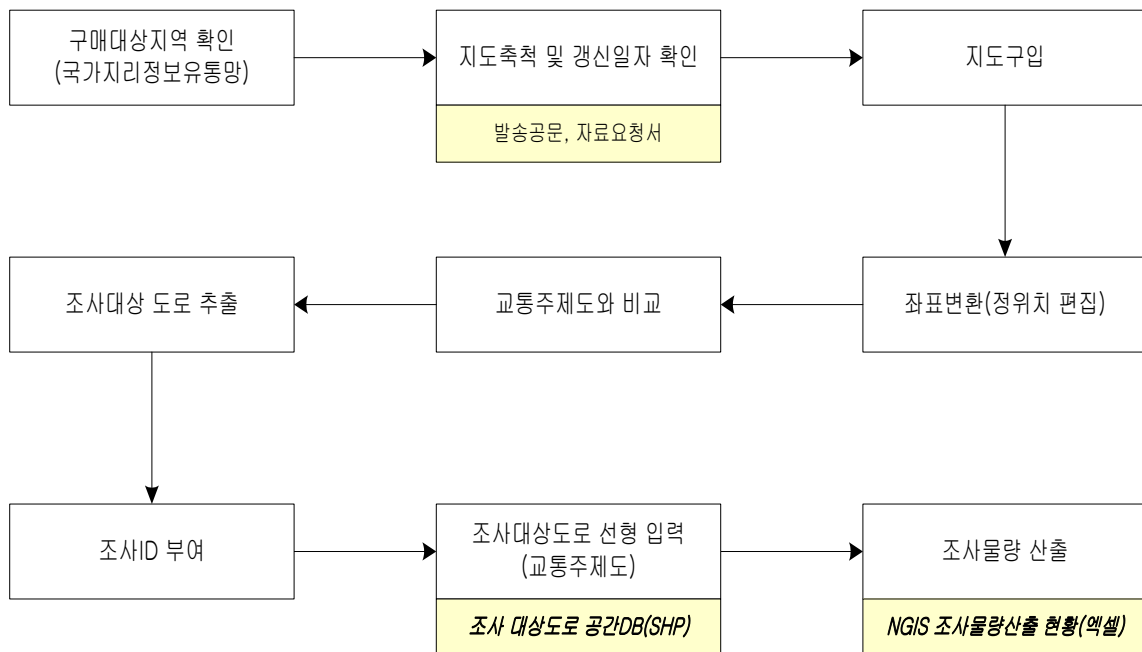 구매대상지역 확인
(국가지리정보유통망)
지도축척 및 갱신일자 확인
발송공문, 자료요청서
지도구입
조사대상 도로 추출
교통주제도와 비교
좌표변환(정위치 편집)
조사ID 부여
조사대상도로 선형 입력
(교통주제도)
조사 대상도로 공간DB(SHP)
조사물량 산출
NGIS 조사물량산출 현황(엑셀)